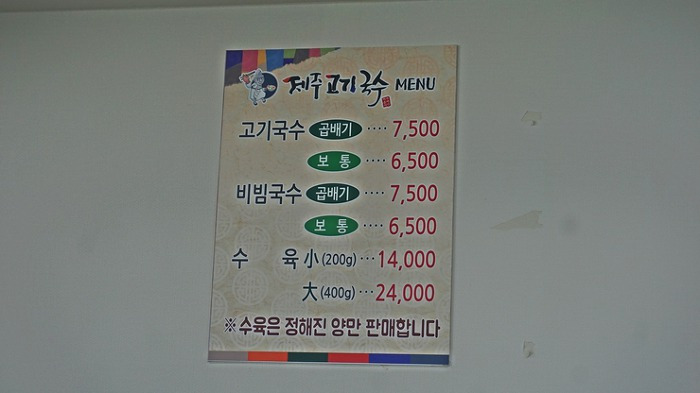 제주 고기국수 MENU
고기국수 곱배기 ···· 7,500
보통 ···· 6,500
비빔국수 곱배기 ···· 7,500
보통 ···· 6,500
수육 小 (200g) ··· 14,000
大 (400g) ··· 24,000
※ 수육은 정해진 양만 판매합니다